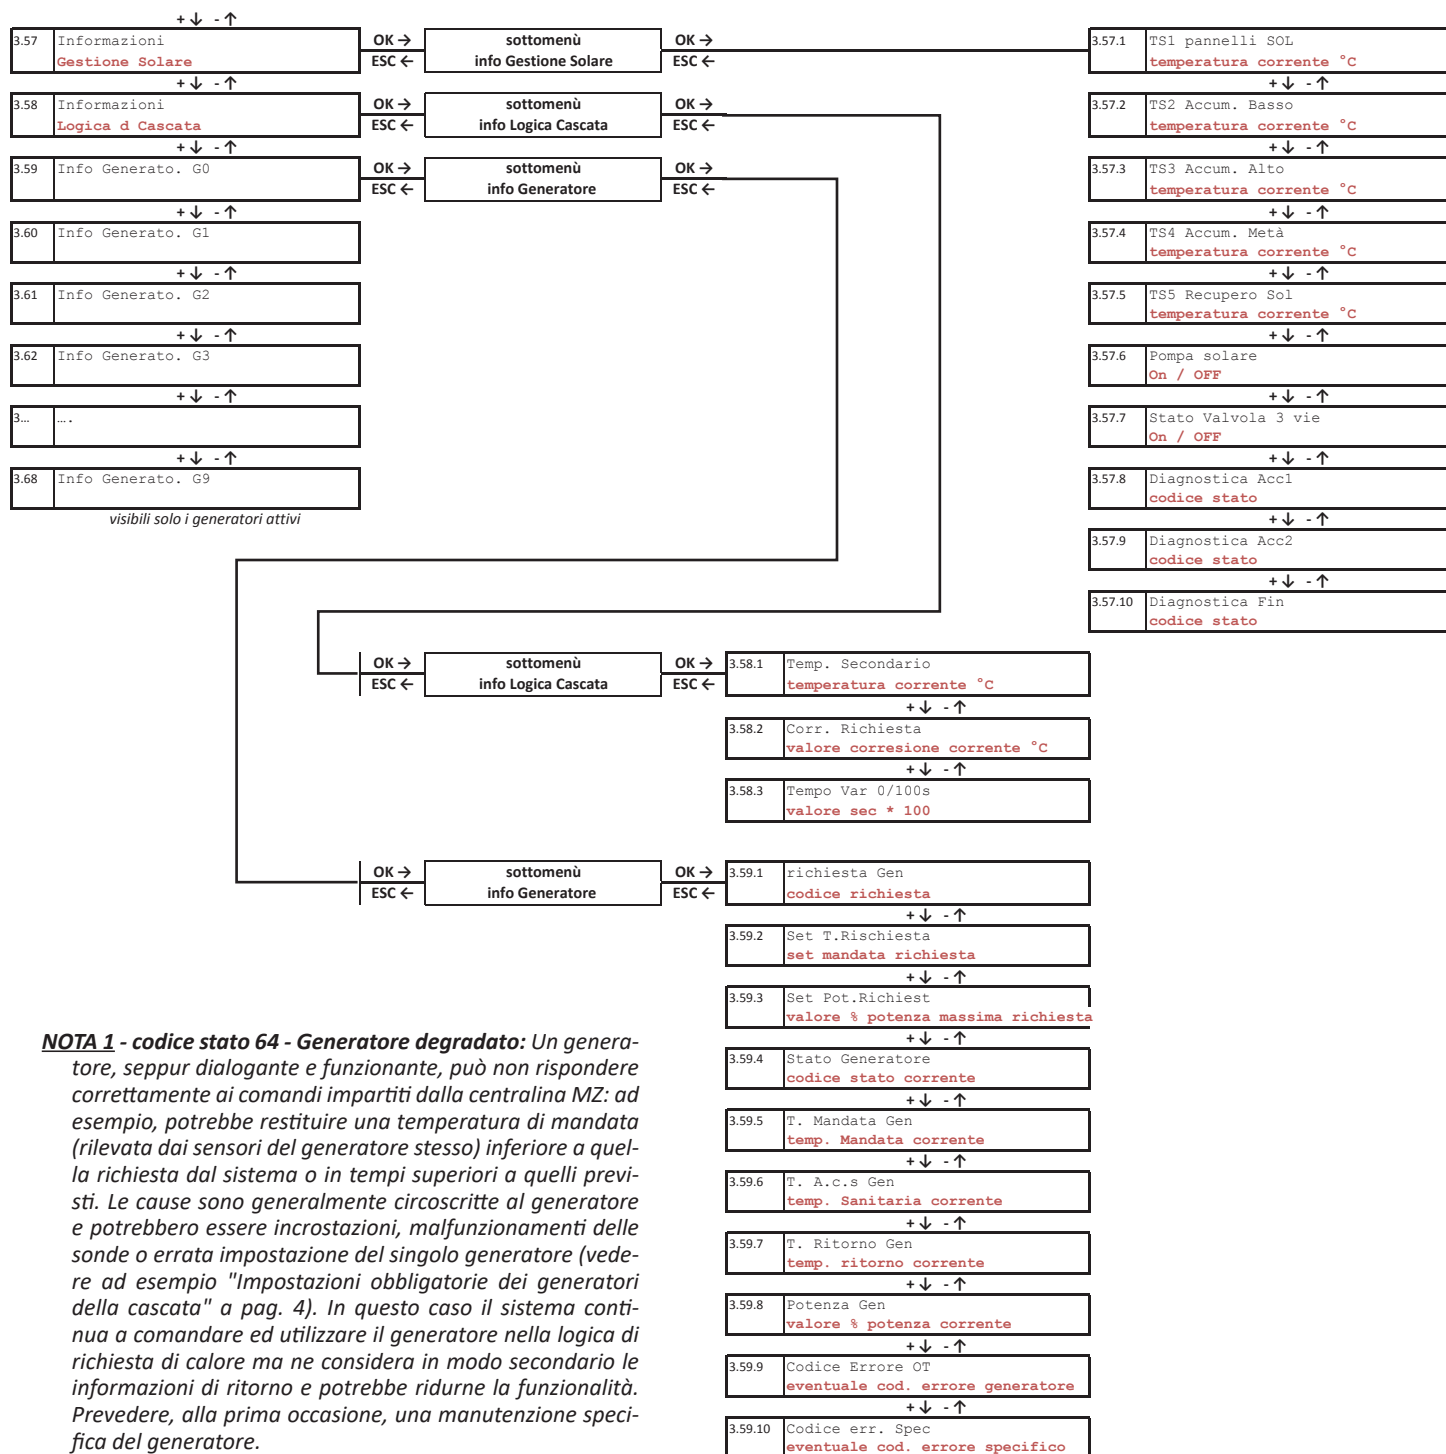 + ↓ - ↑
3.57 Informazioni
Gestione Solare
OK →
ESC ←
sottomenù
info Gestione Solare
OK →
ESC ←
+ ↓ - ↑
3.58 Informazioni
Logica d Cascata
OK →
ESC ←
sottomenù
info Logica Cascata
OK →
ESC ←
+ ↓ - ↑
3.59 Info Generato. G0
OK →
ESC ←
sottomenù
info Generatore
OK →
ESC ←
+ ↓ - ↑
3.60 Info Generato. G1
+ ↓ - ↑
3.61 Info Generato. G2
+ ↓ - ↑
3.62 Info Generato. G3
+ ↓ - ↑
3... ....
+ ↓ - ↑
3.68 Info Generato. G9
visibili solo i generatori attivi
3.57.1 TS1 pannelli SOL
temperatura corrente °C
+ ↓ - ↑
3.57.2 TS2 Accum. Basso
temperatura corrente °C
+ ↓ - ↑
3.57.3 TS3 Accum. Alto
temperatura corrente °C
+ ↓ - ↑
3.57.4 TS4 Accum. Metà
temperatura corrente °C
+ ↓ - ↑
3.57.5 TS5 Recupero Sol
temperatura corrente °C
+ ↓ - ↑
3.57.6 Pompa solare
On / OFF
+ ↓ - ↑
3.57.7 Stato Valvola 3 vie
On / OFF
+ ↓ - ↑
3.57.8 Diagnostica Acc1
codice stato
+ ↓ - ↑
3.57.9 Diagnostica Acc2
codice stato
+ ↓ - ↑
3.57.10 Diagnostica Fin
codice stato
OK →
ESC ←
sottomenù
info Logica Cascata
OK →
ESC ←
3.58.1 Temp. Secondario
temperatura corrente °C
+ ↓ - ↑
3.58.2 Corr. Richiesta
valore corresione corrente °C
+ ↓ - ↑
3.58.3 Tempo Var 0/100s
valore sec * 100
OK →
ESC ←
sottomenù
info Generatore
OK →
ESC ←
3.59.1 richiesta Gen
codice richiesta
+ ↓ - ↑
3.59.2 Set T.Rischiesta
set mandata richiesta
+ ↓ - ↑
3.59.3 Set Pot.Richiest
valore % potenza massima richiesta
+ ↓ - ↑
3.59.4 Stato Generatore
codice stato corrente
+ ↓ - ↑
3.59.5 T. Mandata Gen
temp. Mandata corrente
+ ↓ - ↑
3.59.6 T. A.c.s Gen
temp. Sanitaria corrente
+ ↓ - ↑
3.59.7 T. Ritorno Gen
temp. ritorno corrente
+ ↓ - ↑
3.59.8 Potenza Gen
valore % potenza corrente
+ ↓ - ↑
3.59.9 Codice Errore OT
eventuale cod. errore generatore
+ ↓ - ↑
3.59.10 Codice err. Spec
eventuale cod. errore specifico
NOTA 1 - codice stato 64 - Generatore degradato: Un genera-
tore, seppur dialogante e funzionante, può non rispondere
correttamente ai comandi impartiti dalla centralina MZ: ad
esempio, potrebbe restituire una temperatura di mandata
(rilevata dai sensori del generatore stesso) inferiore a quel-
la richiesta dal sistema o in tempi superiori a quelli previ-
sti. Le cause sono generalmente circoscritte al generatore
e potrebbero essere incrostazioni, malfunzionamenti delle
sonde o errata impostazione del singolo generatore (vede-
re ad esempio "Impostazioni obbligatorie dei generatori
della cascata" a pag. 4). In questo caso il sistema conti-
nua a comandare ed utilizzare il generatore nella logica di
richiesta di calore ma ne considera in modo secondario le
informazioni di ritorno e potrebbe ridurne la funzionalità.
Prevedere, alla prima occasione, una manutenzione speci-
fica del generatore.